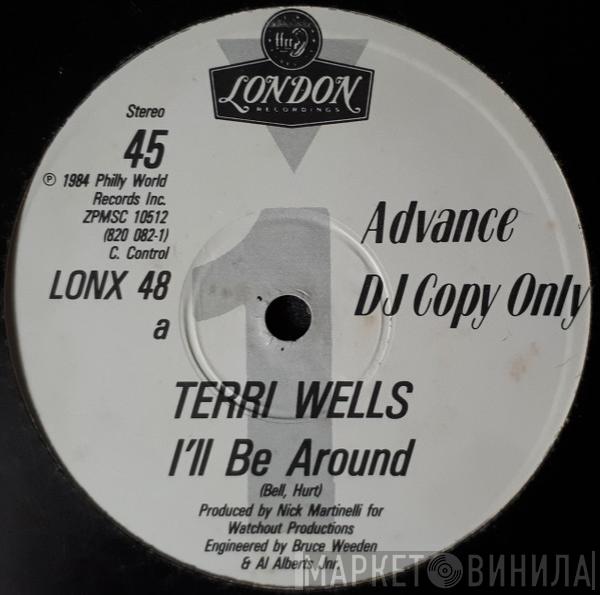 ffrr
LONDON
RECORDINGS
Stereo
45
℗ 1984 Philly World
Records Inc.
ZPMSC 10512
(820 082-1)
C. Control
LONX 48
a
1
Advance
DJ Copy Only
TERRI WELLS
I'll Be Around
(Bell, Hurt)
Produced by Nick Martinelli for
Watchout Productions
Engineered by Bruce Weeden
& Al Alberts Jnr.
МАРКЕТ ВИНИЛА